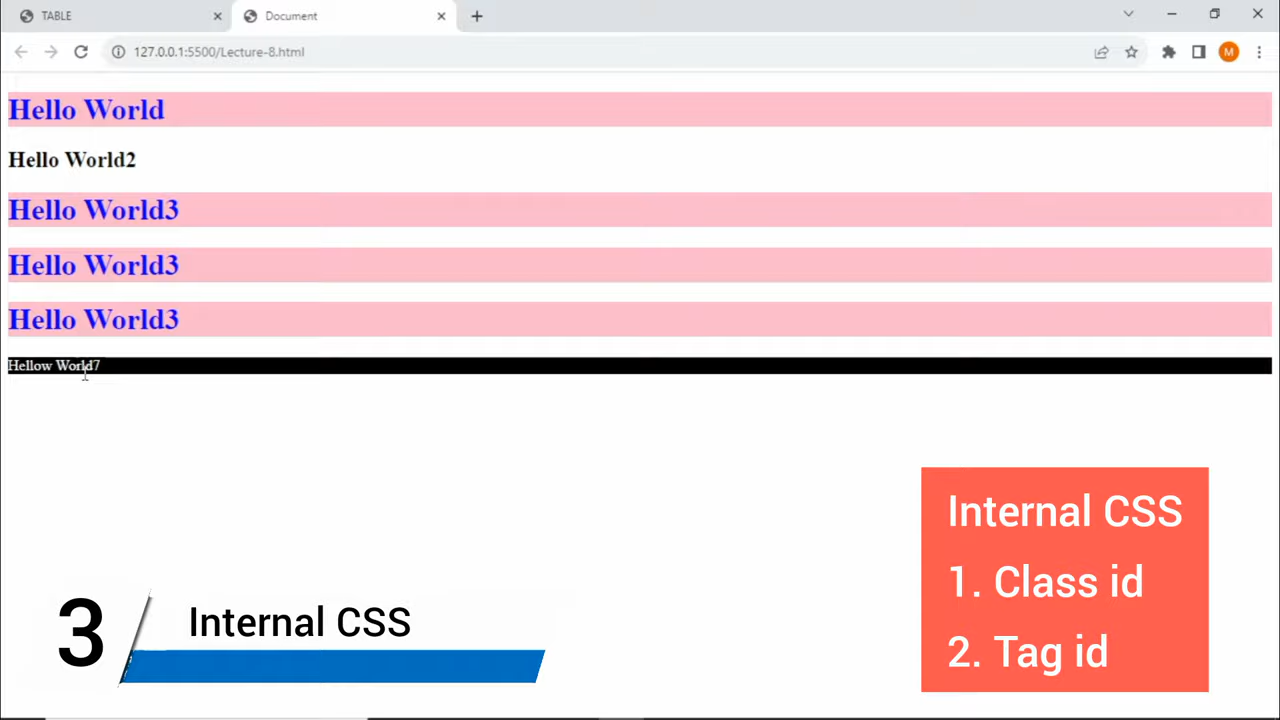 TABLE
Document
127.0.0.1:5500/Lecture-8.html
M
Hello World
Hello World2
Hello World3
Hello World3
Hello World3
Hellow World7
Internal CSS
1. Class id
2. Tag id
3
Internal CSS